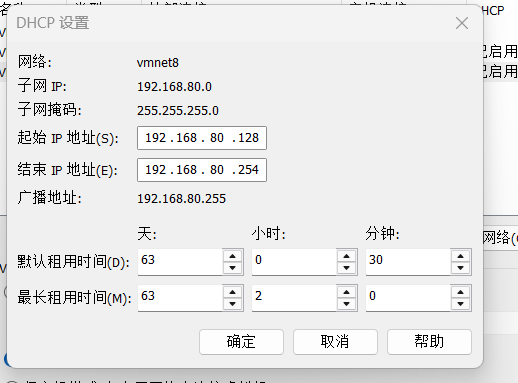 DHCP
DHCP 设置
网络: vmnet8
子网 IP: 192.168.80.0
子网掩码: 255.255.255.0
起始 IP 地址(S): 192 . 168 . 80 . 128
结束 IP 地址(E): 192 . 168 . 80 . 254
广播地址: 192.168.80.255
天: 小时: 分钟:
默认租用时间(D): 63 0 30
最长租用时间(M): 63 2 0
确定 取消 帮助
已启用
已启用
网络(